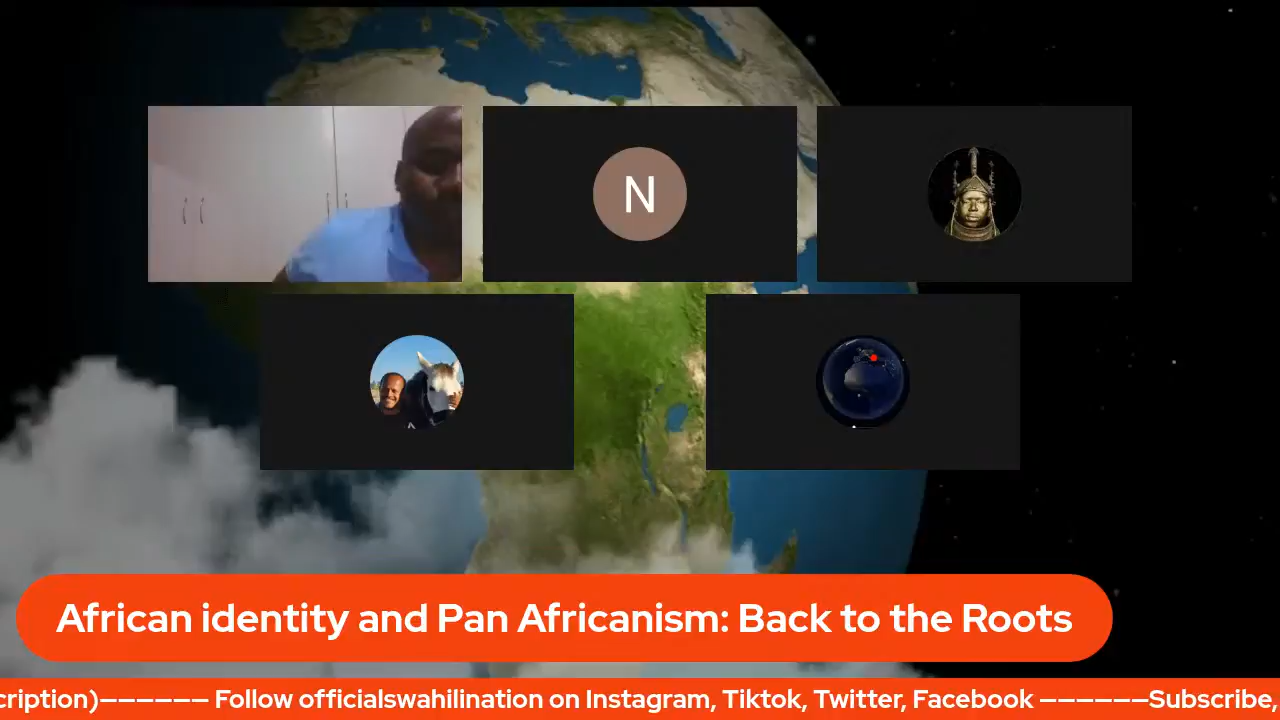 N
African identity and Pan Africanism: Back to the Roots
cription)—————— Follow officialswahilination on Instagram, Tiktok, Twitter, Facebook ——————Subscribe,